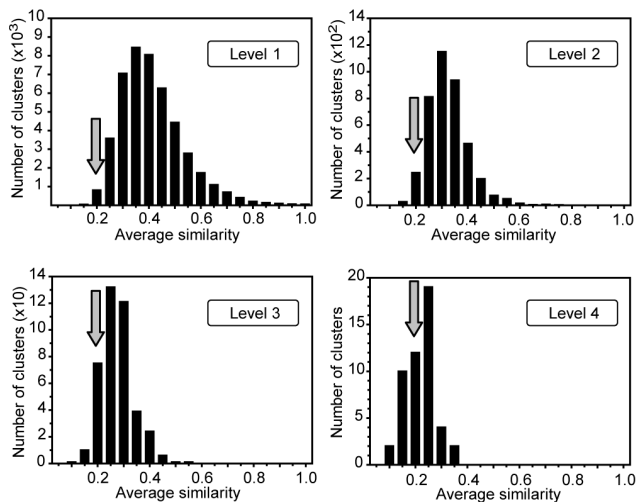 Number of clusters (x10³)
10
9
8
7
6
5
4
3
2
1
Level 1
0.2 0.4 0.6 0.8 1.0
Average similarity
Number of clusters (x10²)
14
12
10
8
6
4
2
0
Level 2
0.2 0.4 0.6 0.8 1.0
Average similarity
Number of clusters (x10)
14
12
10
8
6
4
2
0
Level 3
0.2 0.4 0.6 0.8 1.0
Average similarity
Number of clusters
20
15
10
5
0
Level 4
0.2 0.4 0.6 0.8 1.0
Average similarity